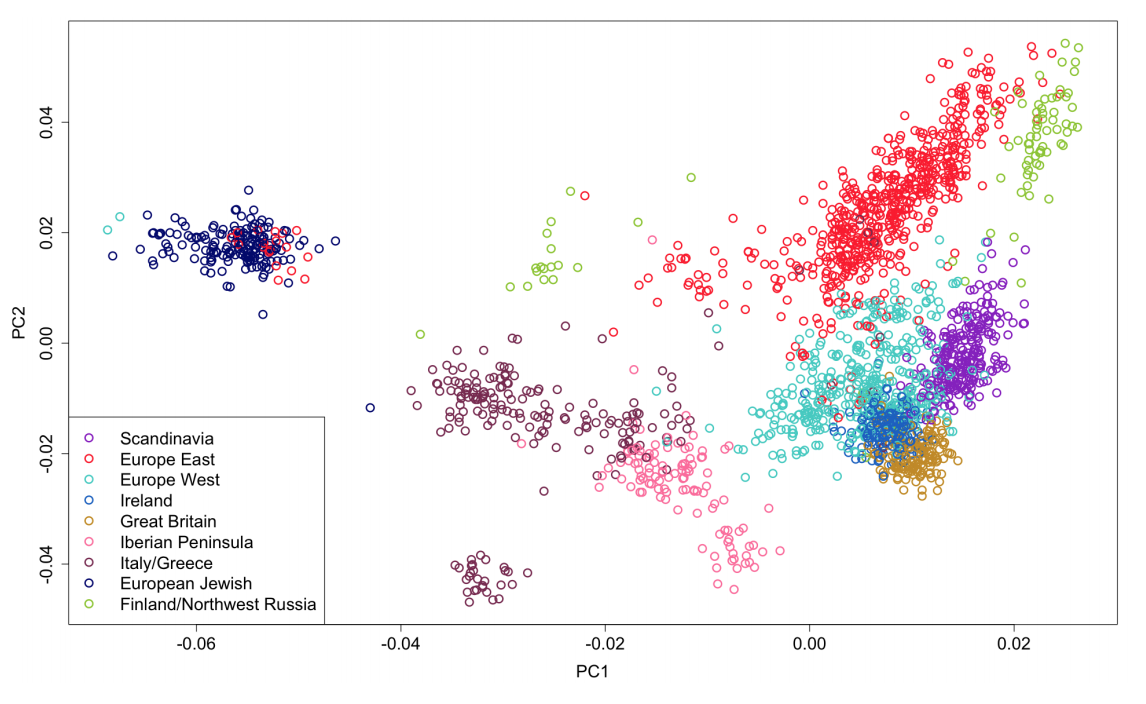 0.04
0.02
0.00
-0.02
-0.04
PC2
Scandinavia
Europe East
Europe West
Ireland
Great Britain
Iberian Peninsula
Italy/Greece
European Jewish
Finland/Northwest Russia
-0.06 -0.04 -0.02 0.00 0.02
PC1